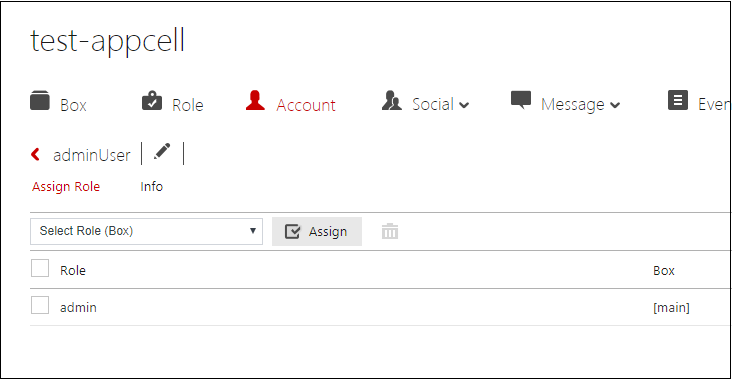 test-appcell
Box Role Account Social Message Even
adminUser
Assign Role Info
Select Role (Box) Assign
Role Box
admin [main]